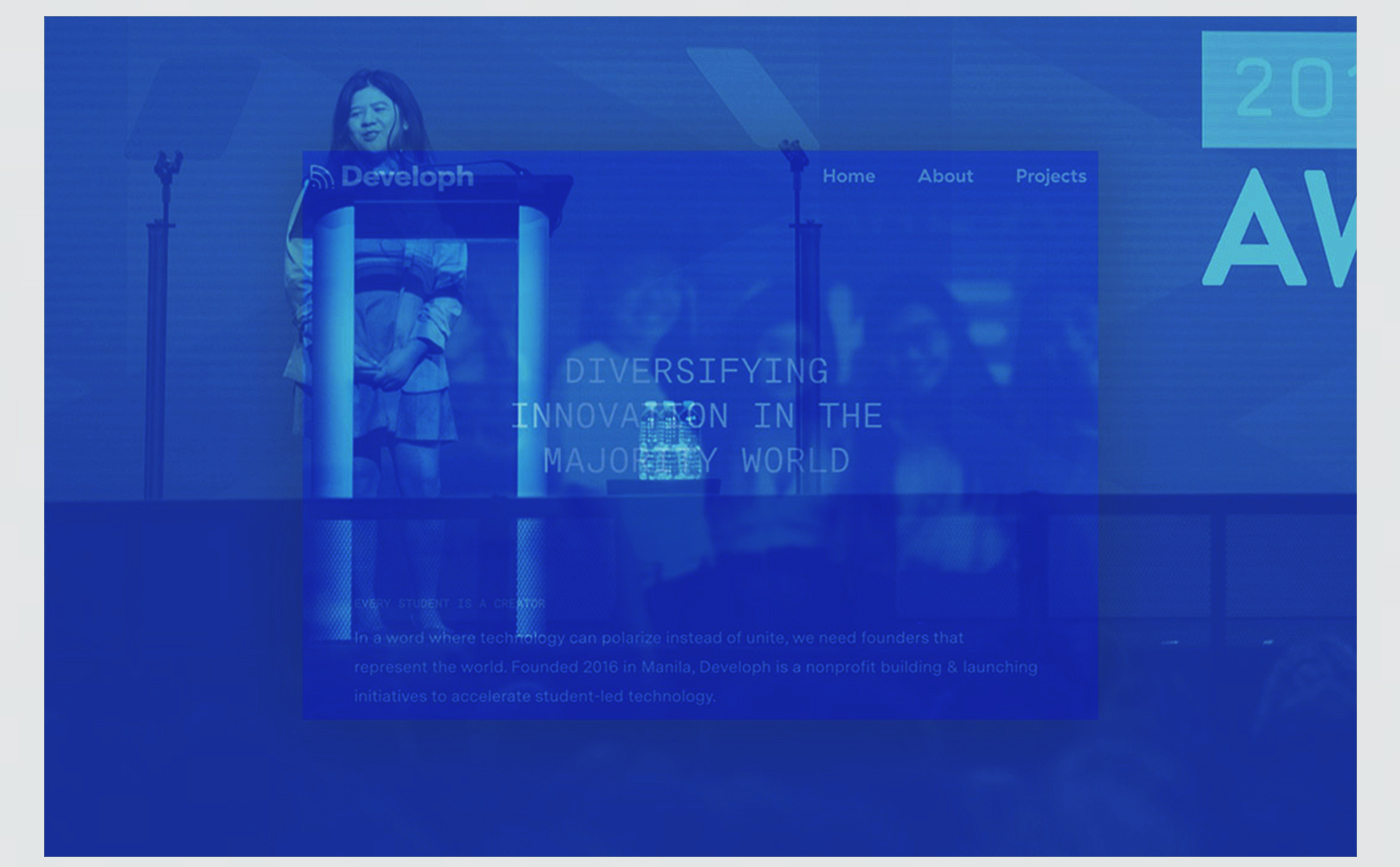 201
AW
Developh
Home About Projects
DIVERSIFYING
INNOVATION IN THE
MAJORITY WORLD
EVERY STUDENT IS A CREATOR
In a word where technology can polarize instead of unite, we need founders that
represent the world. Founded 2016 in Manila, Developh is a nonprofit building & launching
initiatives to accelerate student-led technology.